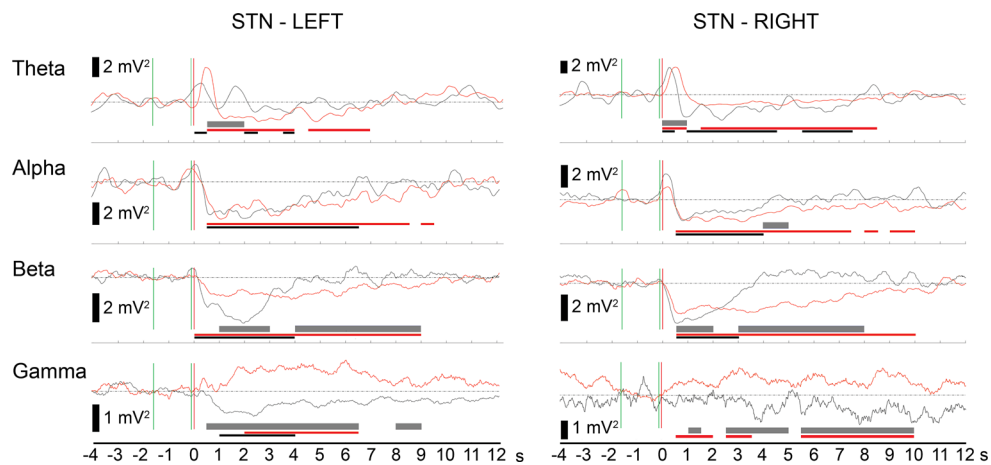 STN - LEFT
STN - RIGHT
Theta
2 mV²
2 mV²
Alpha
2 mV²
2 mV²
Beta
2 mV²
2 mV²
Gamma
1 mV²
1 mV²
-4 -3 -2 -1 0 1 2 3 4 5 6 7 8 9 10 11 12 s
-4 -3 -2 -1 0 1 2 3 4 5 6 7 8 9 10 11 12 s